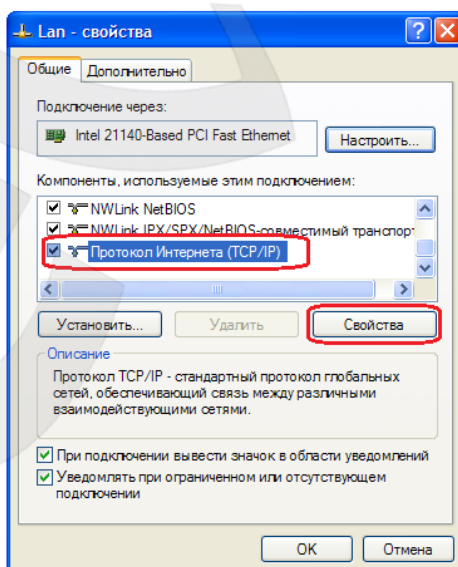 Lan - свойства
Общие Дополнительно
Подключение через:
Intel 21140-Based PCI Fast Ethernet Настроить...
Компоненты, используемые этим подключением:
NWLink NetBIOS
NWLink IPX/SPX/NetBIOS-совместимый транспорт
Протокол Интернета (TCP/IP)
Установить... Удалить Свойства
Описание
Протокол TCP/IP - стандартный протокол глобальных
сетей, обеспечивающий связь между различными
взаимодействующими сетями.
При подключении вывести значок в области уведомлений
Уведомлять при ограниченном или отсутствующем
подключении
OK Отмена